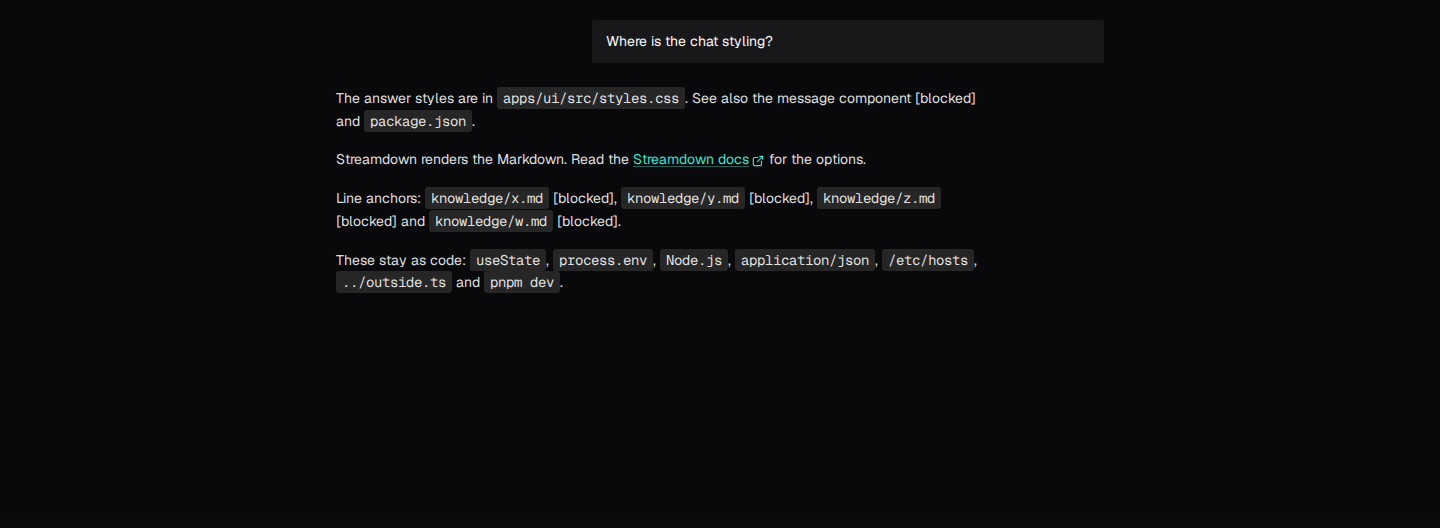 Where is the chat styling?
The answer styles are in apps/ui/src/styles.css. See also the message component [blocked]
and package.json.
Streamdown renders the Markdown. Read the Streamdown docs for the options.
Line anchors: knowledge/x.md [blocked], knowledge/y.md [blocked], knowledge/z.md
[blocked] and knowledge/w.md [blocked].
These stay as code: useState, process.env, Node.js, application/json, /etc/hosts,
../outside.ts and pnpm dev.